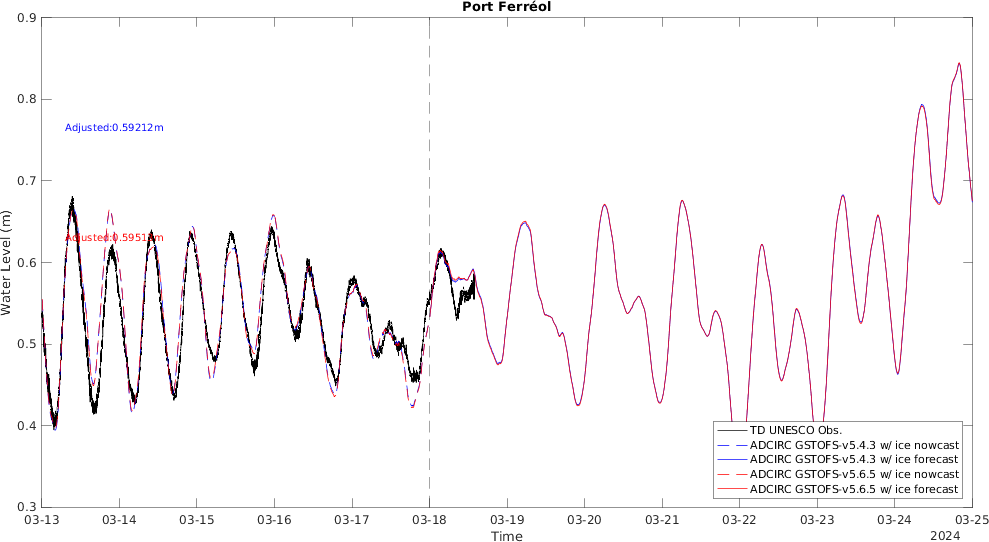 Port Ferréol
0.9
0.8
0.7
0.6
0.5
0.4
0.3
Water Level (m)
Adjusted:0.59212m
Adjusted:0.5951 m
TD UNESCO Obs.
ADCIRC GSTOFS-v5.4.3 w/ ice nowcast
ADCIRC GSTOFS-v5.4.3 w/ ice forecast
ADCIRC GSTOFS-v5.6.5 w/ ice nowcast
ADCIRC GSTOFS-v5.6.5 w/ ice forecast
03-13 03-14 03-15 03-16 03-17 03-18 03-19 03-20 03-21 03-22 03-23 03-24 03-25
Time
2024